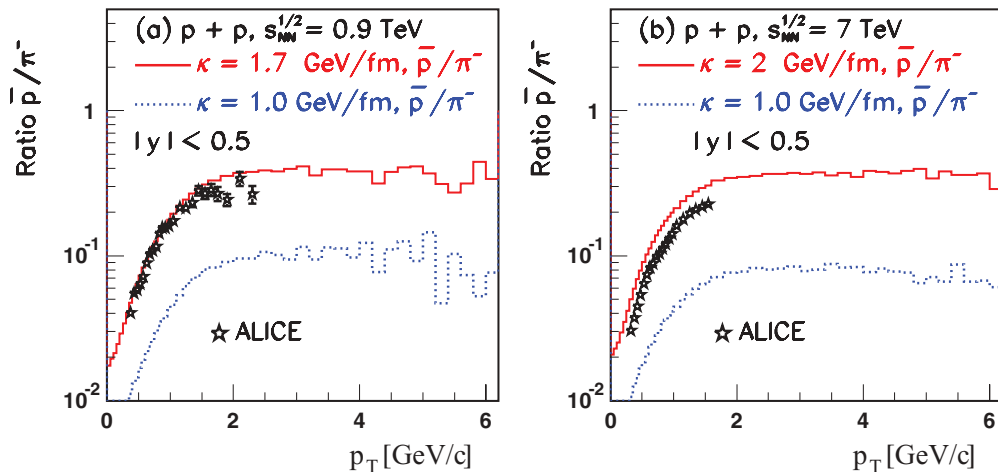 (a) p + p, s_NN^1/2 = 0.9 TeV
κ = 1.7 GeV/fm, p̅/π⁻
κ = 1.0 GeV/fm, p̅/π⁻
| y | < 0.5
☆ ALICE
Ratio p̅/π⁻
1
10⁻¹
10⁻²
0 2 4 6
p_T [GeV/c]
(b) p + p, s_NN^1/2 = 7 TeV
κ = 2 GeV/fm, p̅/π⁻
κ = 1.0 GeV/fm, p̅/π⁻
| y | < 0.5
☆ ALICE
Ratio p̅/π⁻
1
10⁻¹
10⁻²
0 2 4 6
p_T [GeV/c]